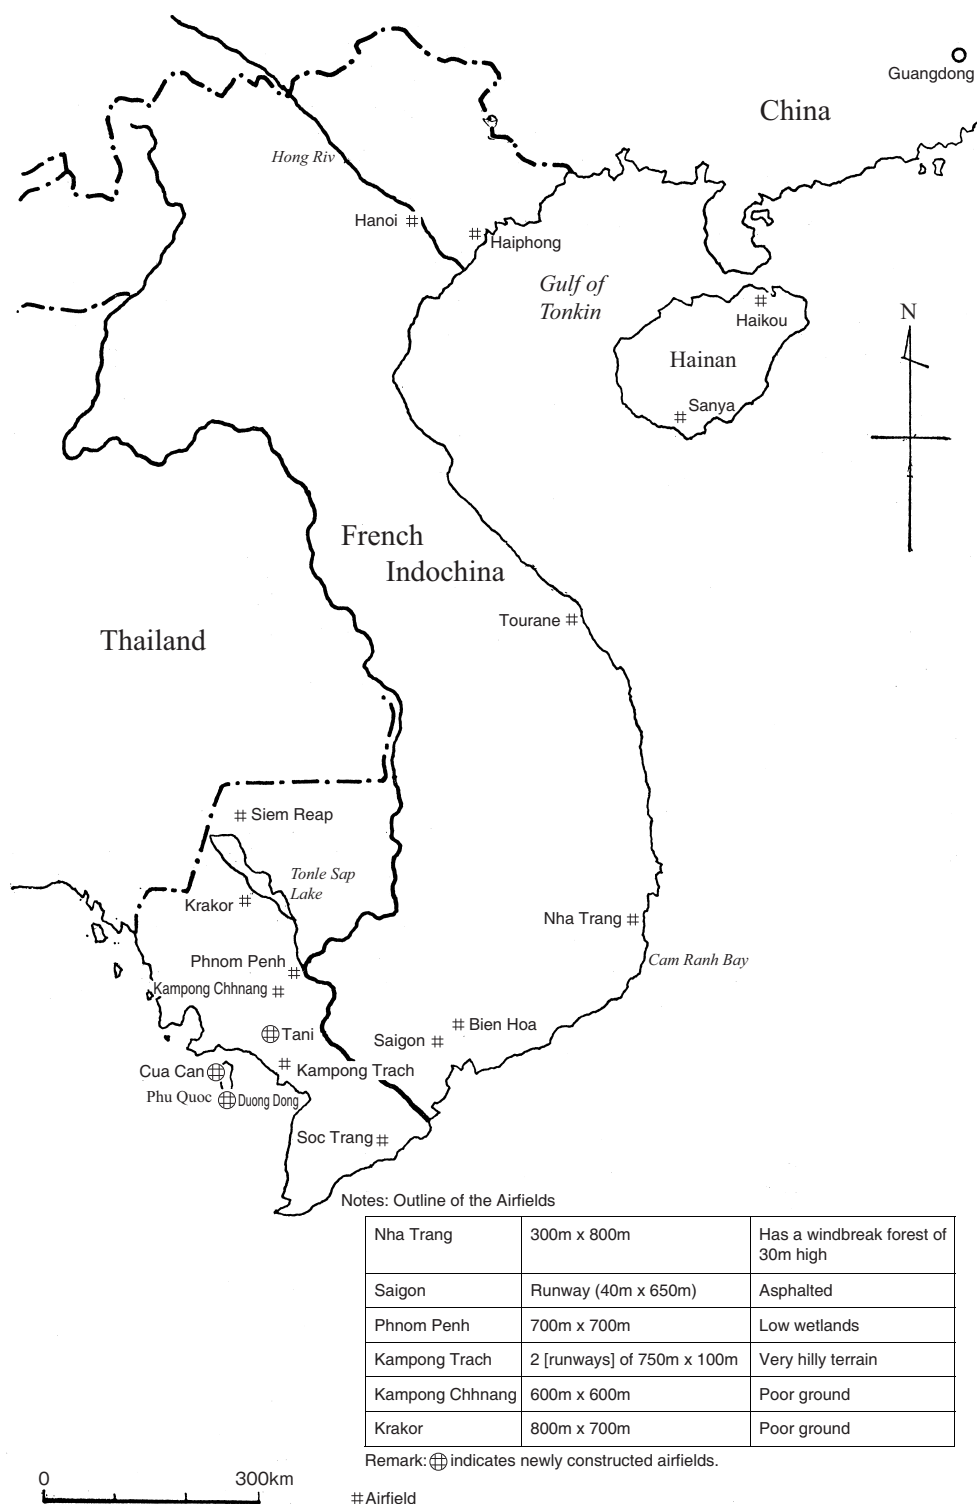 Guangdong
China
Hong Riv
Hanoi
Haiphong
Gulf of
Tonkin
N
Haikou
Hainan
Sanya
French
Indochina
Tourane
Thailand
Siem Reap
Tonle Sap
Lake
Krakor
Nha Trang
Phnom Penh
Cam Ranh Bay
Kampong Chhnang
Bien Hoa
Tani
Saigon
Cua Can
Kampong Trach
Phu Quoc
Duong Dong
Soc Trang
Notes: Outline of the Airfields
Nha Trang 300m x 800m Has a windbreak forest of
30m high
Saigon Runway (40m x 650m) Asphalted
Phnom Penh 700m x 700m Low wetlands
Kampong Trach 2 [runways] of 750m x 100m Very hilly terrain
Kampong Chhnang 600m x 600m Poor ground
Krakor 800m x 700m Poor ground
Remark: indicates newly constructed airfields.
0 300km
Airfield